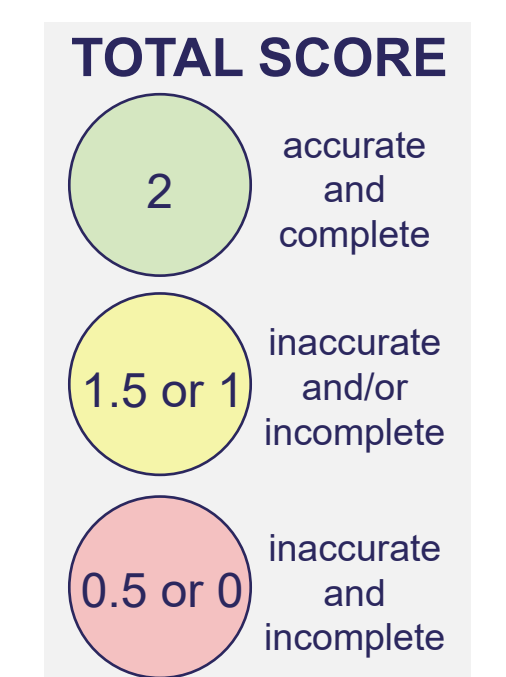 TOTAL SCORE
2
accurate
and
complete
1.5 or 1
inaccurate
and/or
incomplete
0.5 or 0
inaccurate
and
incomplete